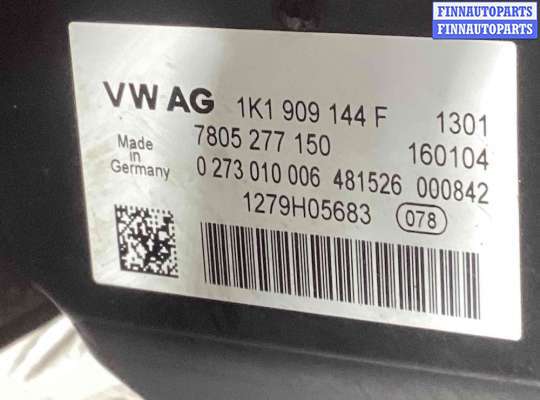 FINNAUTOPARTS
FINNAUTOPARTS
VW AG 1K1 909 144 F 1301
Made in Germany 7805 277 150 160104
0 273 010 006 481526 000842
1279H05683 078